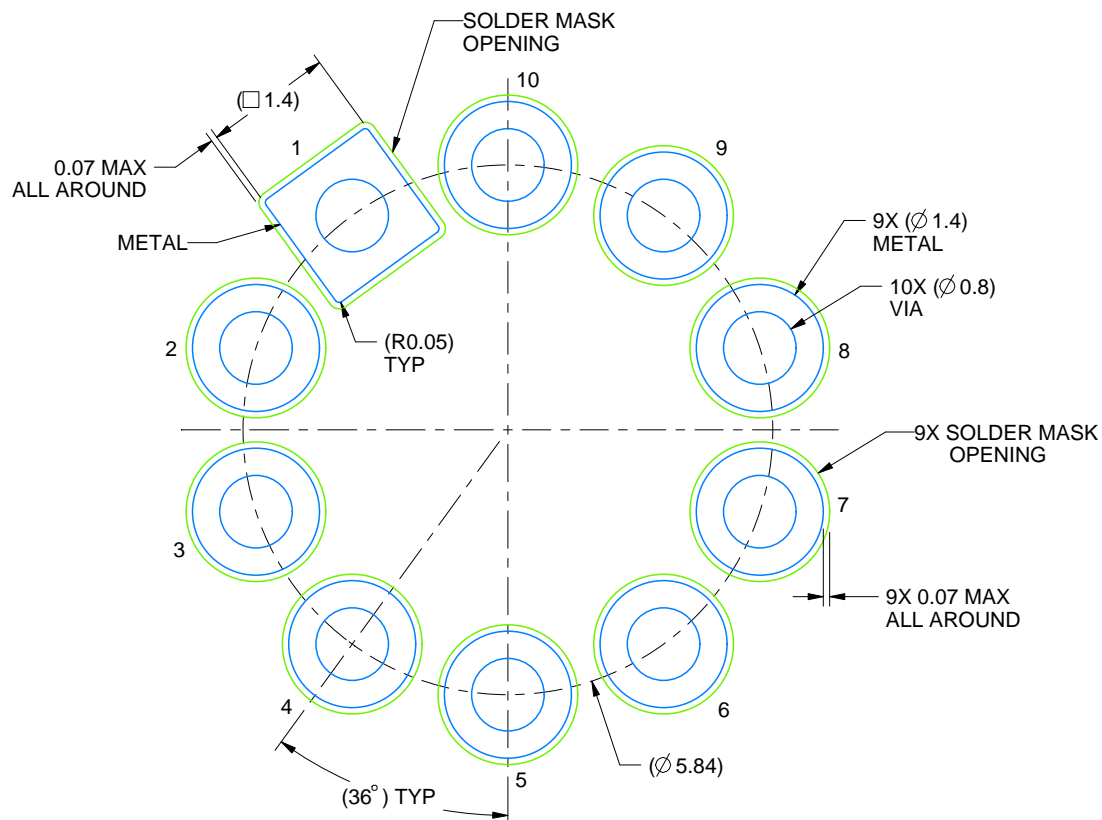 SOLDER MASK
OPENING
10
(□ 1.4)
1
9
0.07 MAX
ALL AROUND
METAL
9X (∅ 1.4)
METAL
10X (∅ 0.8)
VIA
2
(R0.05)
TYP
8
9X SOLDER MASK
OPENING
7
3
9X 0.07 MAX
ALL AROUND
4
6
(∅ 5.84)
5
(36°) TYP